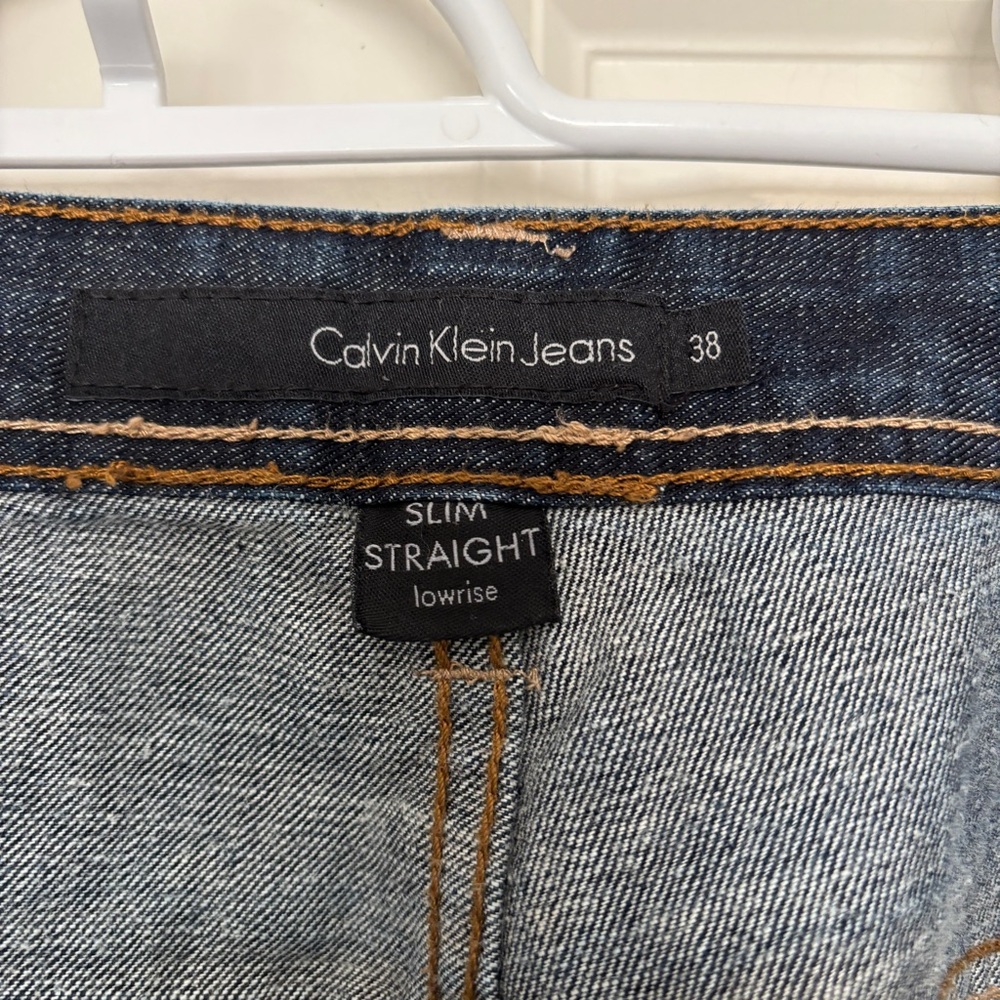 Calvin Klein Jeans 38
SLIM
STRAIGHT
lowrise